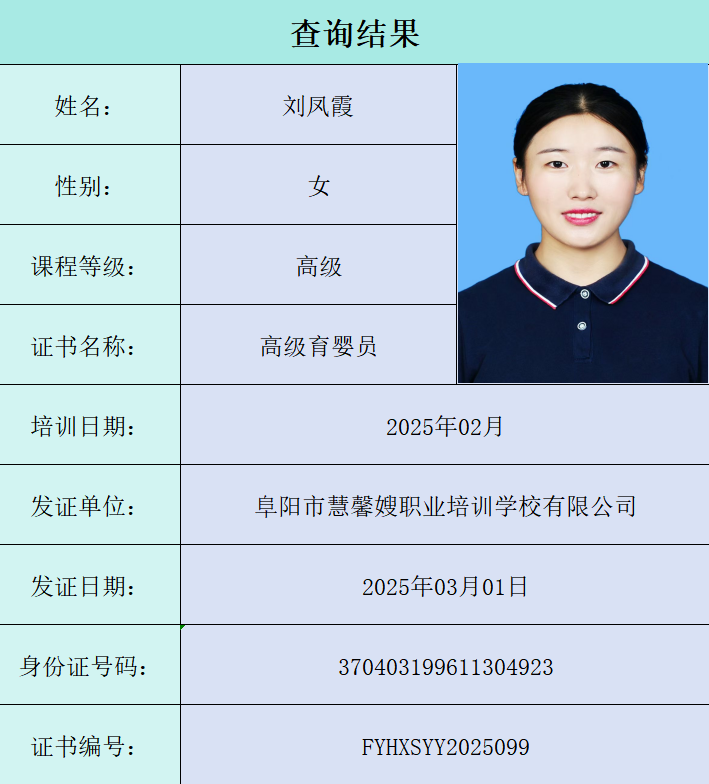 查询结果
姓名： 刘凤霞
性别： 女
课程等级： 高级
证书名称： 高级育婴员
培训日期： 2025年02月
发证单位： 阜阳市慧馨嫂职业培训学校有限公司
发证日期： 2025年03月01日
身份证号码： 370403199611304923
证书编号： FYHXSYY2025099